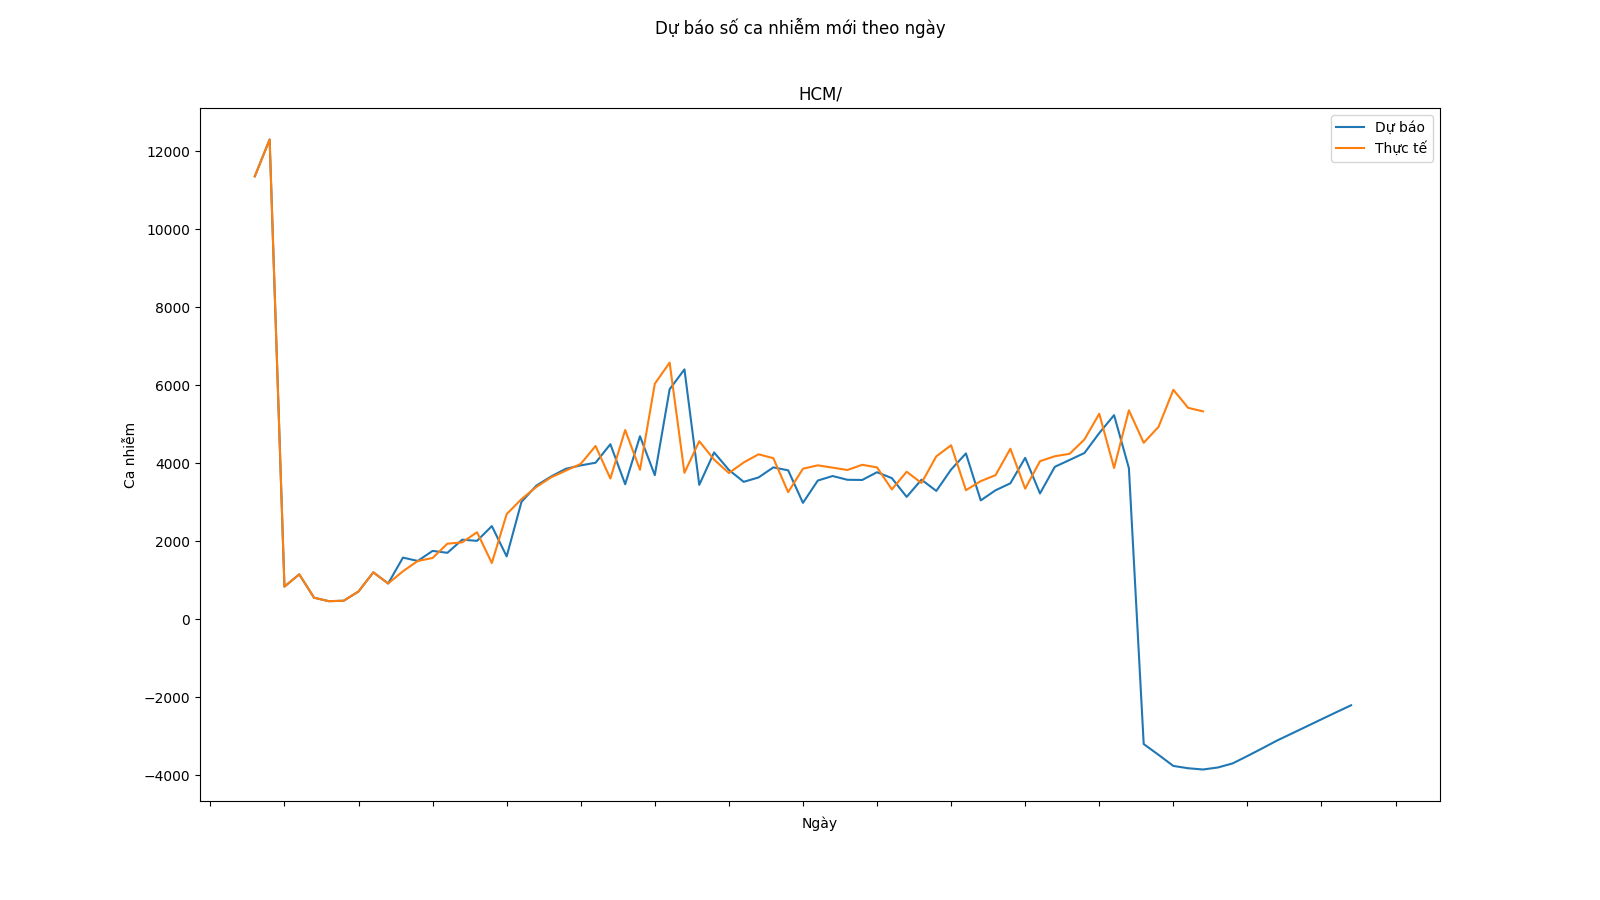 Dự báo số ca nhiễm mới theo ngày
HCM/
Dự báo
Thực tế
12000
10000
8000
6000
4000
2000
0
−2000
−4000
Ca nhiễm
Ngày